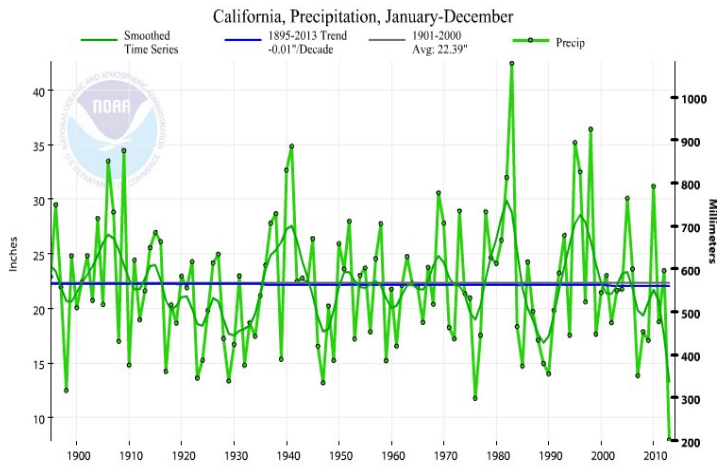 California, Precipitation, January-December
Smoothed
Time Series
1895-2013 Trend
-0.01"/Decade
1901-2000
Avg: 22.39"
Precip
NATIONAL OCEANIC AND ATMOSPHERIC ADMINISTRATION
NOAA
U.S. DEPARTMENT OF COMMERCE
Inches
40
35
30
25
20
15
10
1000
900
800
700
600
500
400
300
200
Millimeters
1900 1910 1920 1930 1940 1950 1960 1970 1980 1990 2000 2010